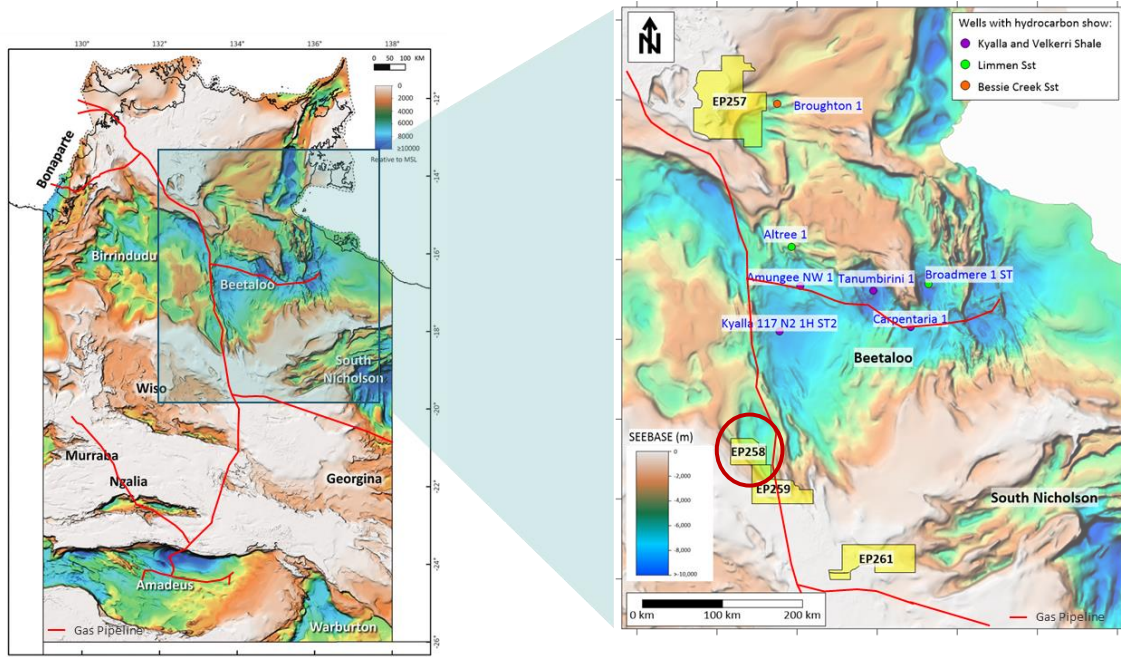 130°
132°
134°
136°
138°
0 50 100 KM
0
2000
4000
6000
8000
≥10000
Relative to MSL
-12°
-14°
-16°
-18°
-20°
-22°
-24°
-26°
Bonaparte
Birrindudu
Beetaloo
South
Nicholson
Wiso
Murraba
Ngalia
Georgina
Amadeus
Warburton
Gas Pipeline
N
Wells with hydrocarbon show:
Kyalla and Velkerri Shale
Limmen Sst
Bessie Creek Sst
EP257
Broughton 1
Altree 1
Amungee NW 1
Tanumbirini 1
Broadmere 1 ST
Kyalla 117 N2 1H ST2
Carpentaria 1
Beetaloo
SEEBASE (m)
0
-2,000
-4,000
-6,000
-8,000
>-10,000
EP258
EP259
South Nicholson
EP261
0 km 100 km 200 km
Gas Pipeline